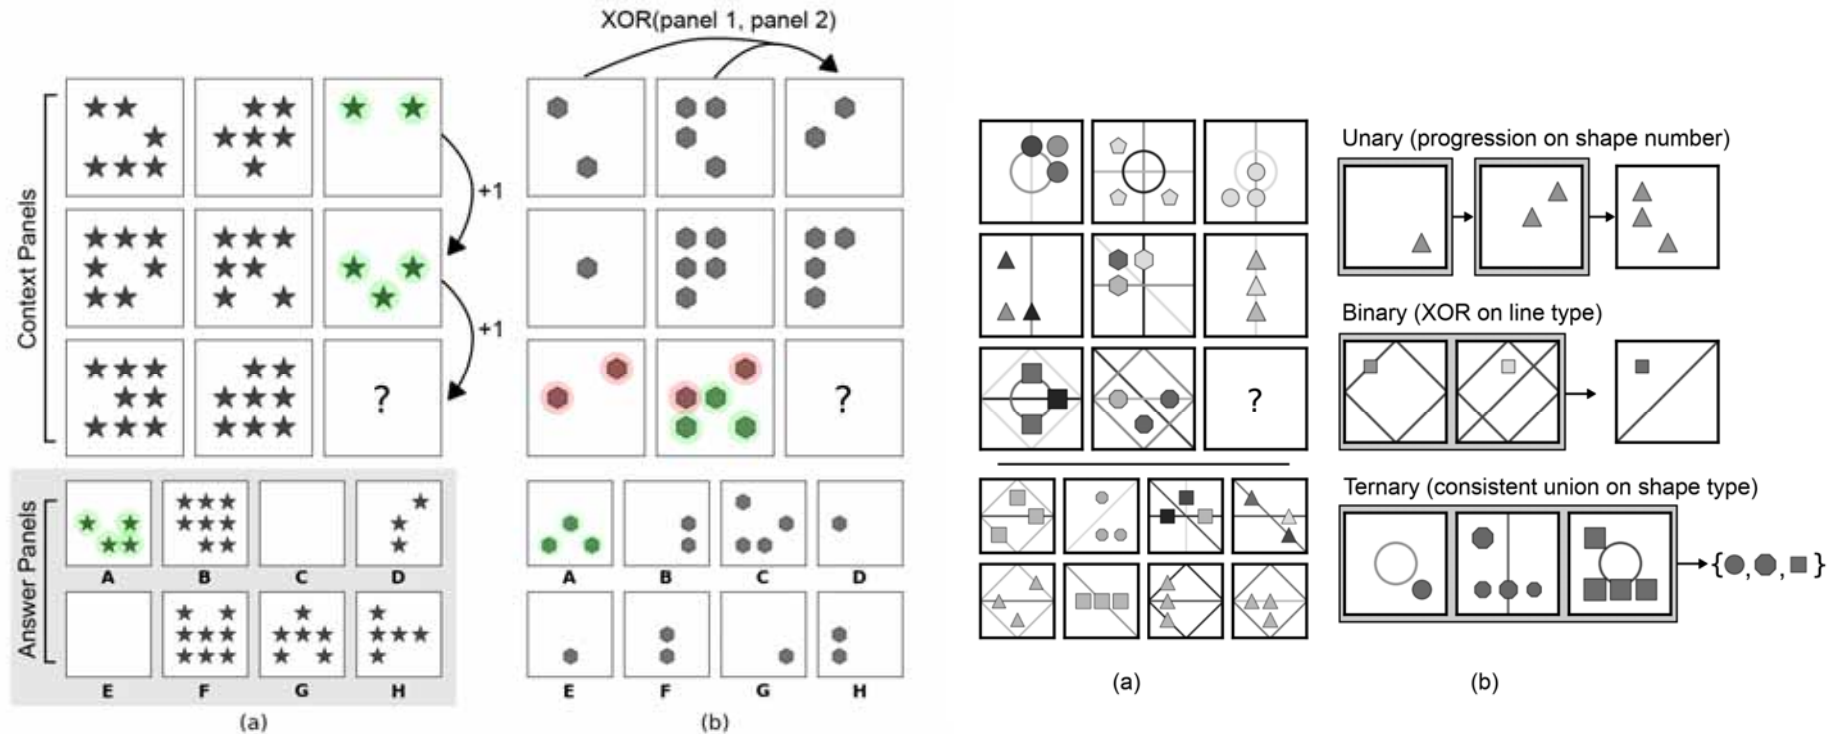 XOR(panel 1, panel 2)
Context Panels
+1
+1
?
?
Answer Panels
A B C D
E F G H
(a)
A B C D
E F G H
(b)
?
(a)
Unary (progression on shape number)
Binary (XOR on line type)
Ternary (consistent union on shape type)
{ , , }
(b)